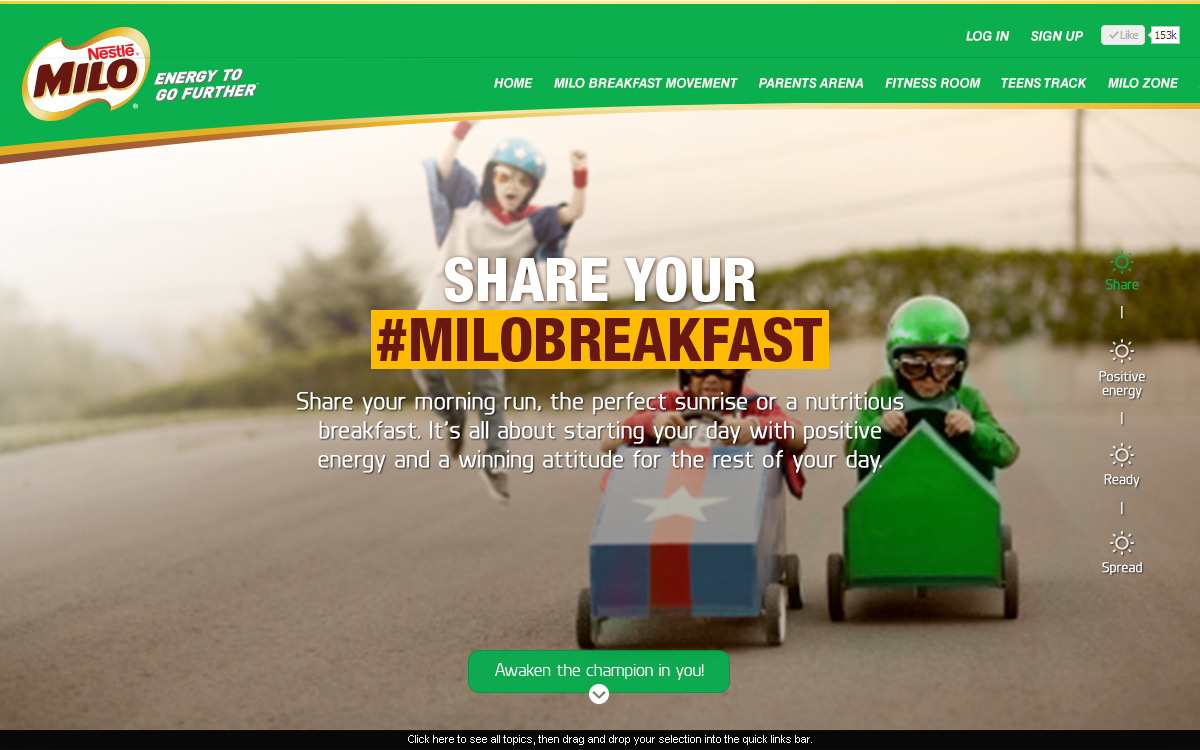 LOG IN
SIGN UP
Like
153k
Nestlé
MILO
ENERGY TO
GO FURTHER
HOME
MILO BREAKFAST MOVEMENT
PARENTS ARENA
FITNESS ROOM
TEENS TRACK
MILO ZONE
SHARE YOUR
#MILOBREAKFAST
Share your morning run, the perfect sunrise or a nutritious
breakfast. It's all about starting your day with positive
energy and a winning attitude for the rest of your day.
Share
Positive
energy
Ready
Spread
Awaken the champion in you!
Click here to see all topics, then drag and drop your selection into the quick links bar.